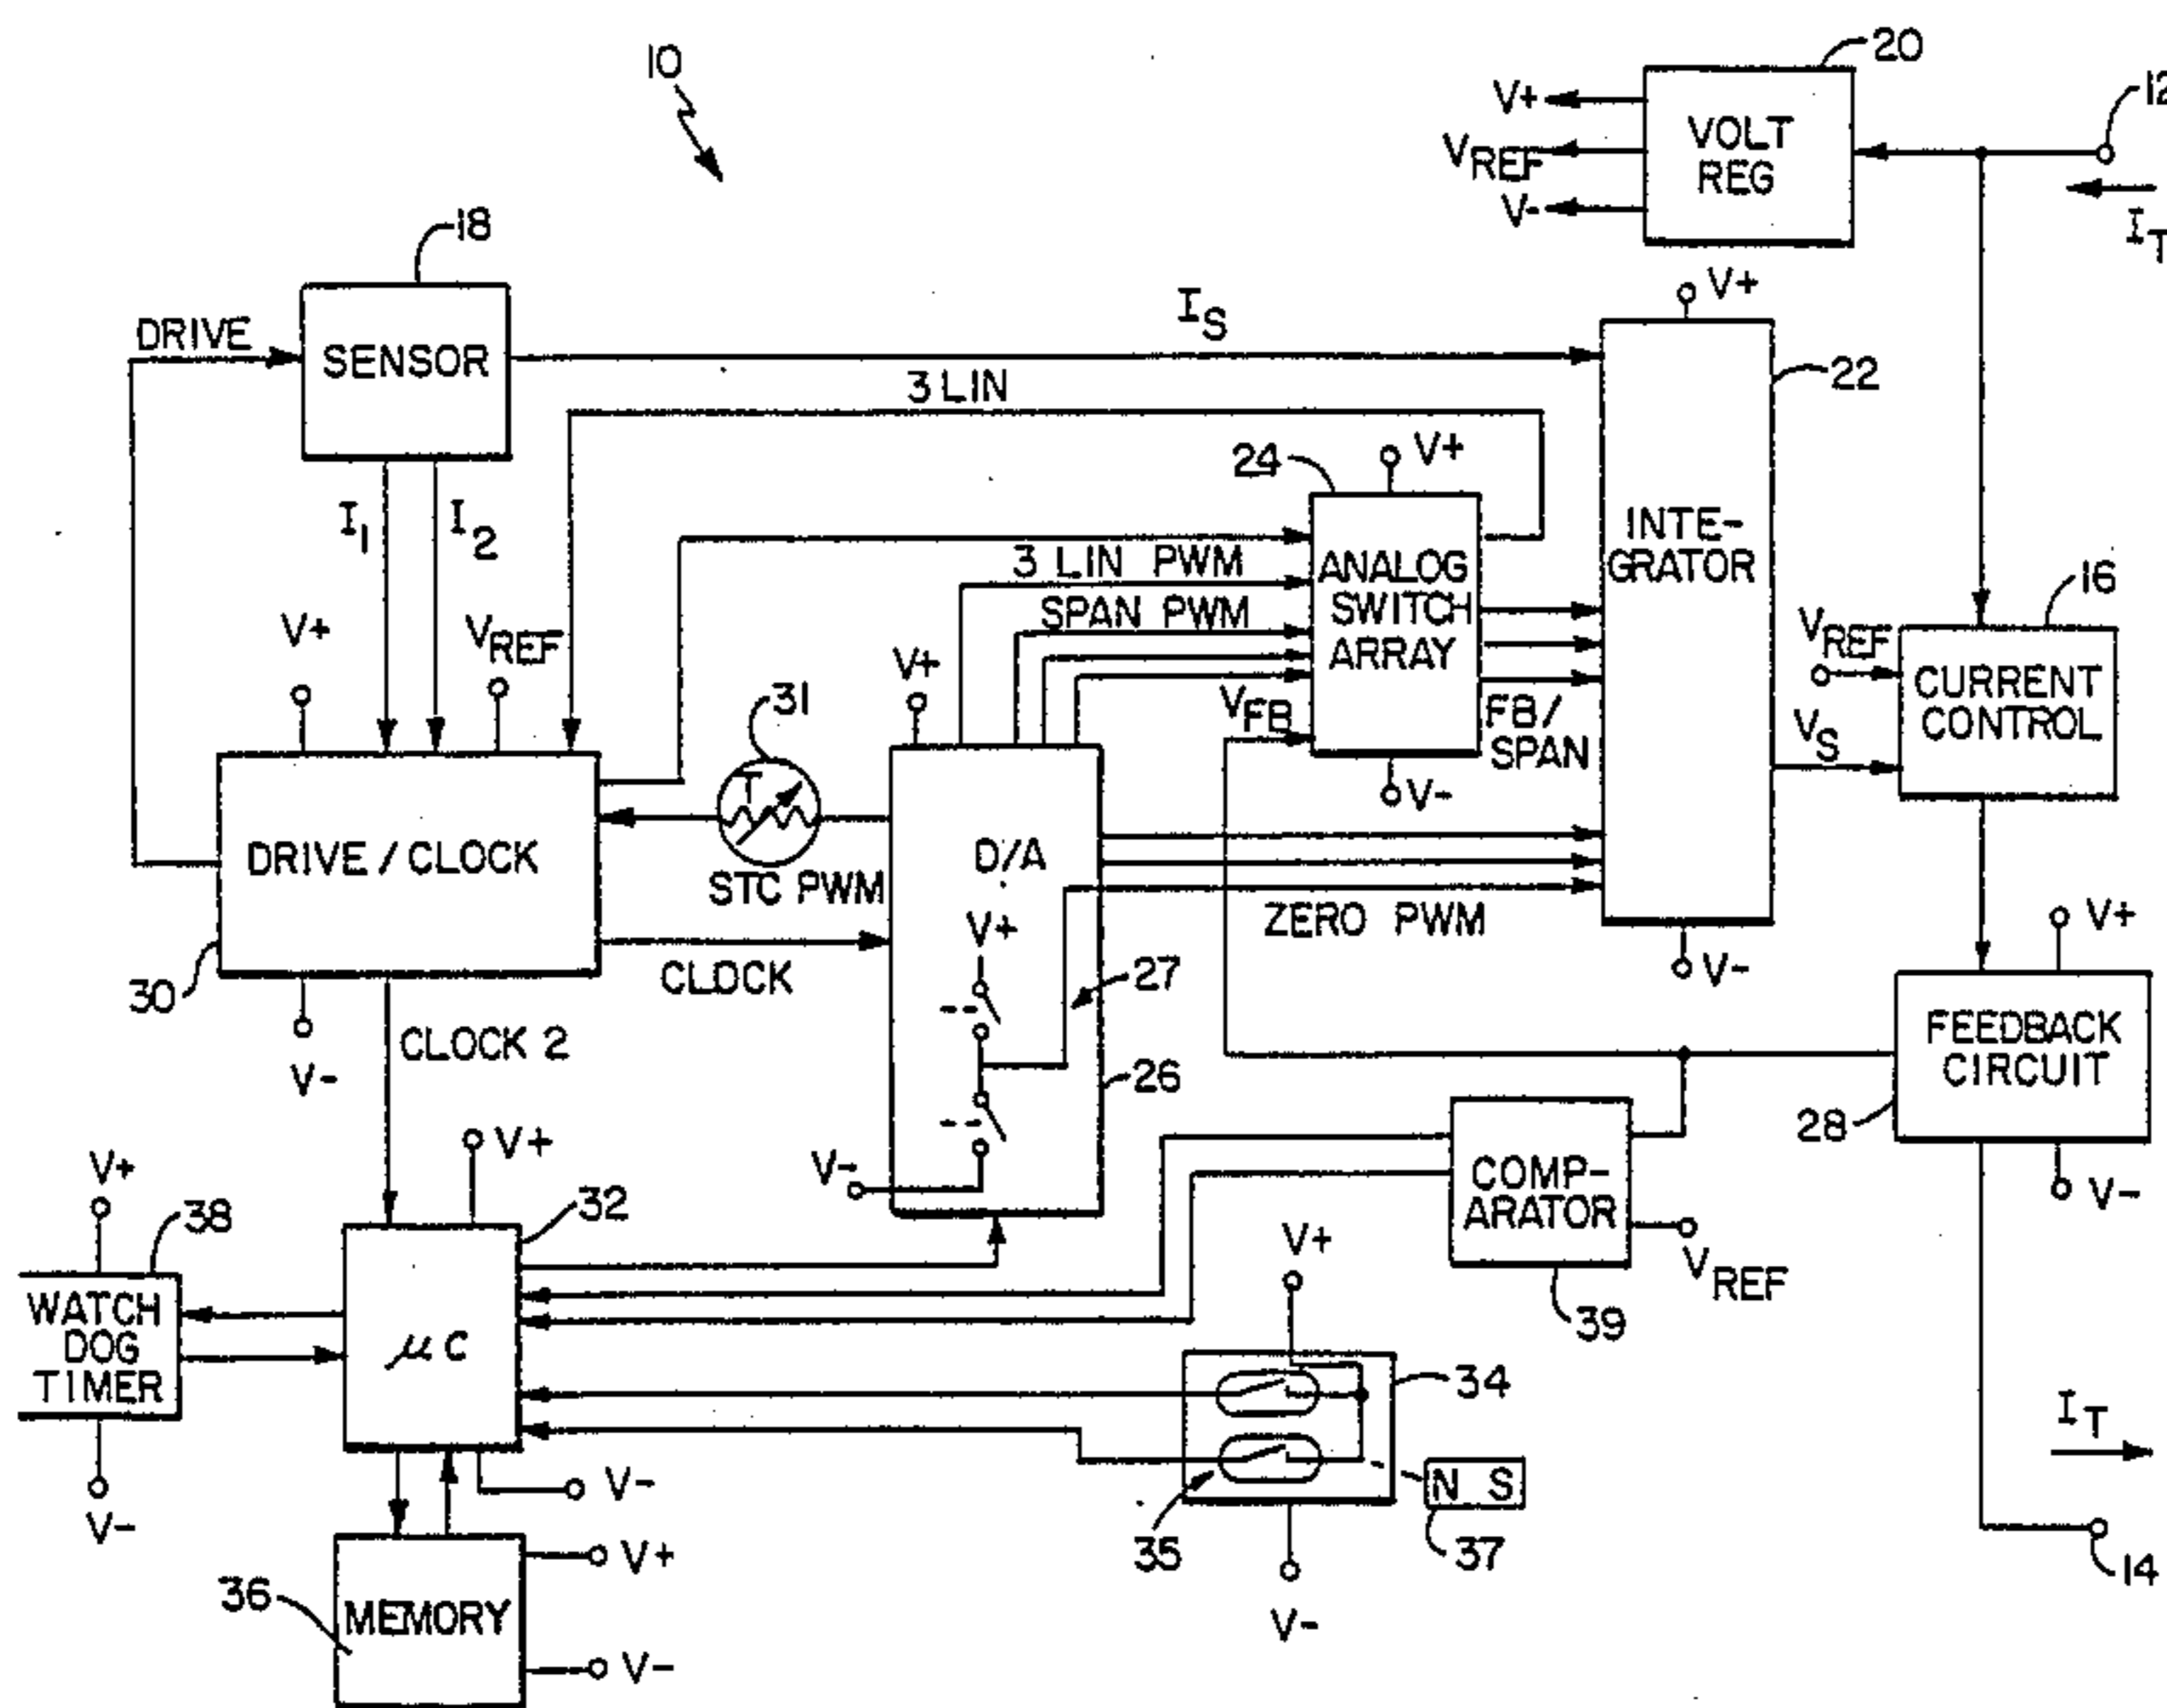 10
20
12
V+
VREF
V-
VOLT
REG
IT
18
DRIVE
SENSOR
IS
V+
3 LIN
22
24
V+
I1
I2
INTE-
GRATOR
3 LIN PWM
SPAN PWM
ANALOG
SWITCH
ARRAY
16
V+
VREF
31
V+
VFB
FB/
SPAN
VREF
VS
CURRENT
CONTROL
T
V-
DRIVE / CLOCK
STC PWM
D/A
ZERO PWM
V+
V+
30
CLOCK
27
V-
V-
CLOCK 2
26
FEEDBACK
CIRCUIT
28
V+
V+
38
32
V-
COMP-
ARATOR
V-
WATCH
DOG
TIMER
μC
V+
VREF
39
34
IT
V-
V-
35
N S
37
14
36
MEMORY
V+
V-
V-